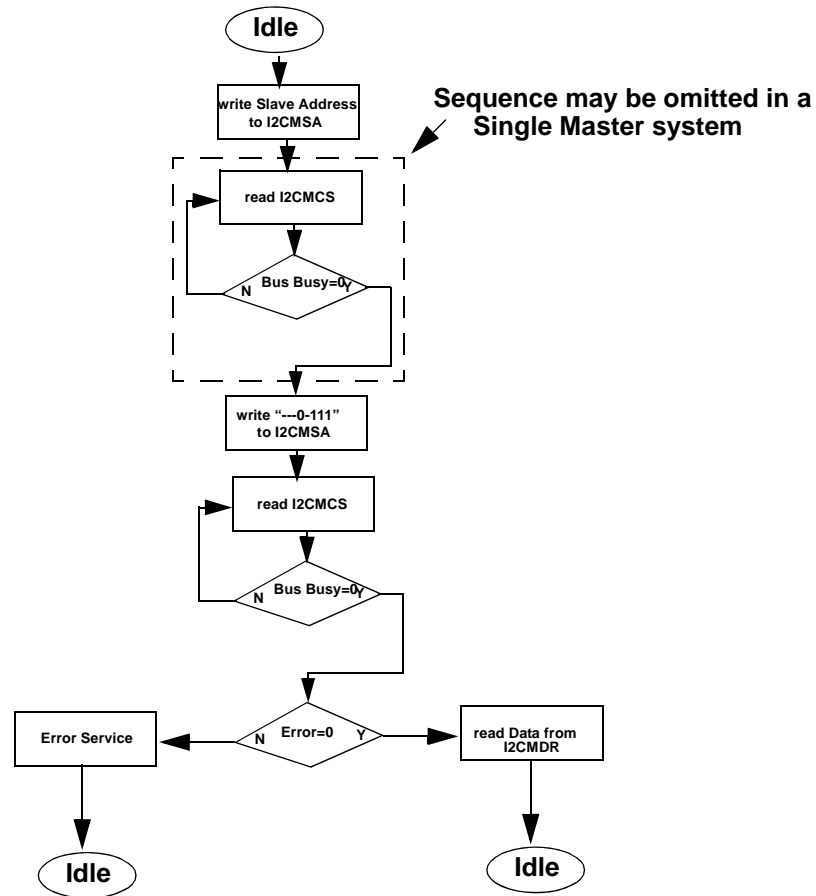 Idle
write Slave Address
to I2CMSA
Sequence may be omitted in a
Single Master system
read I2CMCS
Bus Busy=0
N
Y
write “---0-111”
to I2CMSA
read I2CMCS
Bus Busy=0
N
Y
Error Service
N
Error=0
Y
read Data from
I2CMDR
Idle
Idle